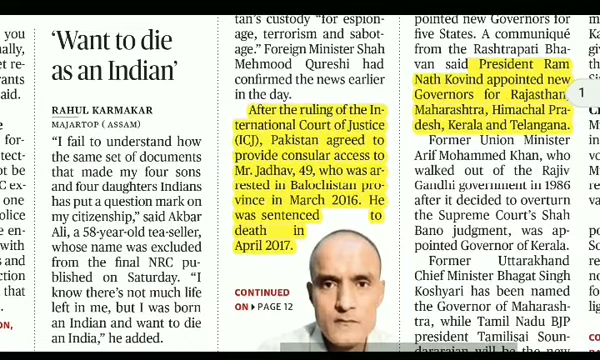 'Want to die
as an Indian'
RAHUL KARMAKAR
MAJORTOP (ASSAM)
"I fail to understand how
the same set of documents
that made my four sons
and four daughters Indians
has put a question mark on
my citizenship," said Akbar
Ali, a 58-year-old tea-seller,
whose name was excluded
from the final NRC pu-
blished on Saturday. "I
know there's not much life
left in me, but I was born
an Indian and want to die
an India," he added.
tan's custody "for espion-
age, terrorism and sabot-
age." Foreign Minister Shah
Mehmood Qureshi had
confirmed the news earlier
in the day.
After the ruling of the In-
ternational Court of Justice
(ICJ), Pakistan agreed to
provide consular access to
Mr. Jadhav, 49, who was ar-
rested in Balochistan pro-
vince in March 2016. He
was sentenced to
death in
April 2017.
CONTINUED
ON PAGE 12
pointed new Governors for
five States. A communiqué
from the Rashtrapati Bha-
van said President Ram
Nath Kovind appointed new
Governors for Rajasthan,
Maharashtra, Himachal Pra-
desh, Kerala and Telangana.
Former Union Minister
Arif Mohammed Khan, who
walked out of the Rajiv
Gandhi government in 1986
after it decided to overturn
the Supreme Court's Shah
Bano judgment, was ap-
pointed Governor of Kerala.
Former Uttarakhand
Chief Minister Bhagat Singh
Koshyari has been named
the Governor of Maharash-
tra, while Tamil Nadu BJP
president Tamilisai Soun-
dararajan will be the new
1